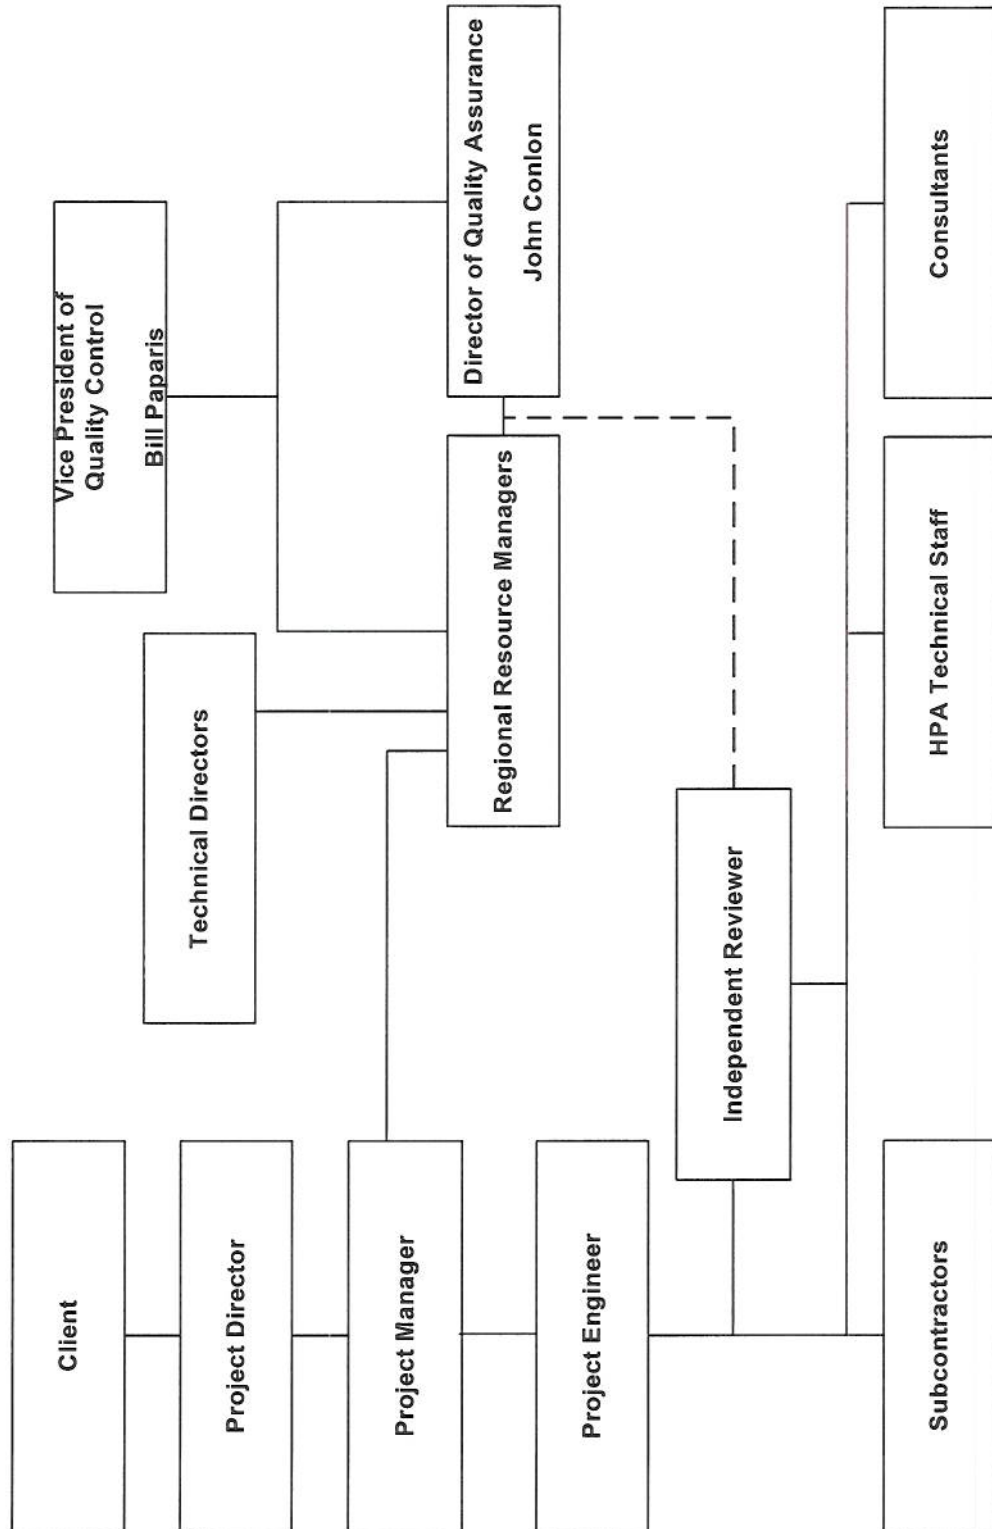 Client
Project Director
Project Manager
Project Engineer
Subcontractors
Technical Directors
Independent Reviewer
Vice President of
Quality Control
Bill Paparis
Regional Resource Managers
HPA Technical Staff
Director of Quality Assurance
John Conlon
Consultants